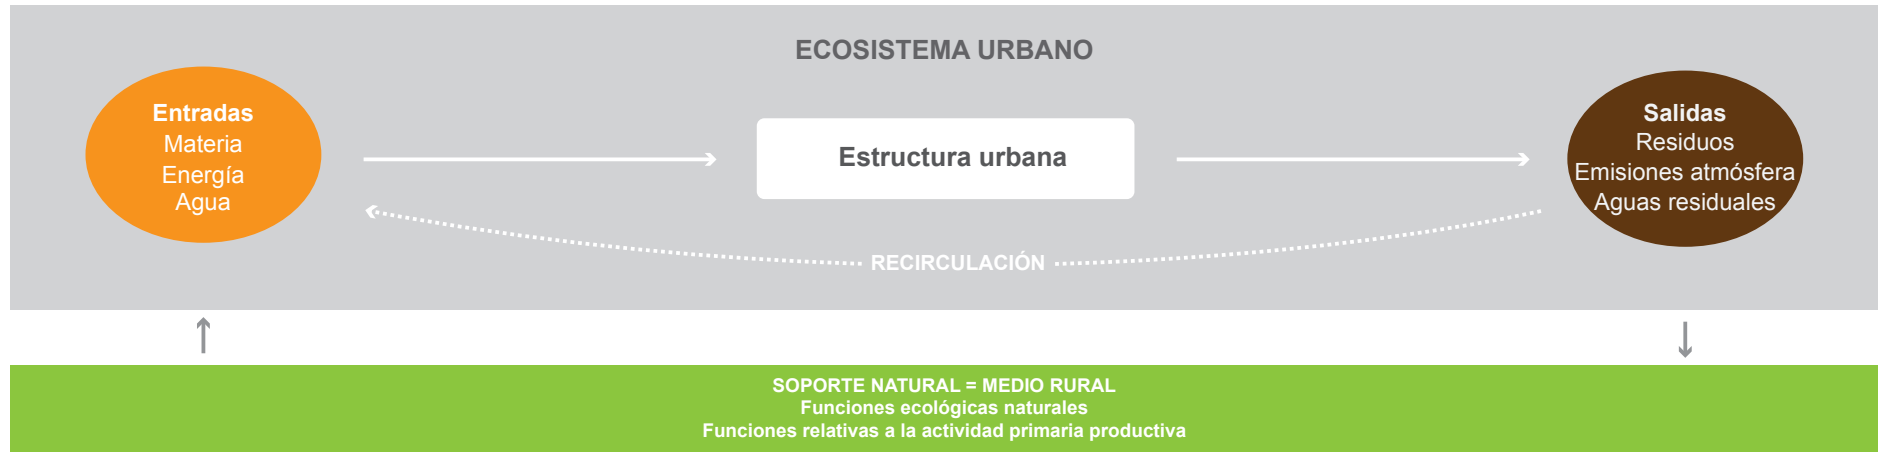 ECOSISTEMA URBANO
Entradas
Materia
Energía
Agua
Estructura urbana
Salidas
Residuos
Emisiones atmósfera
Aguas residuales
RECIRCULACIÓN
SOPORTE NATURAL = MEDIO RURAL
Funciones ecológicas naturales
Funciones relativas a la actividad primaria productiva